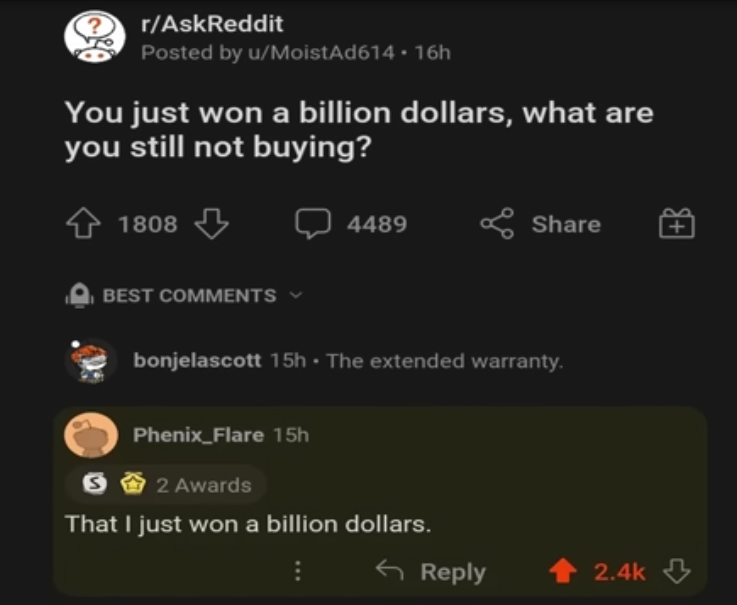 r/AskReddit
Posted by u/MoistAd614 • 16h
You just won a billion dollars, what are
you still not buying?
1808 4489 Share
BEST COMMENTS
bonjelascott 15h • The extended warranty.
Phenix_Flare 15h
S 2 Awards
That I just won a billion dollars.
Reply 2.4k